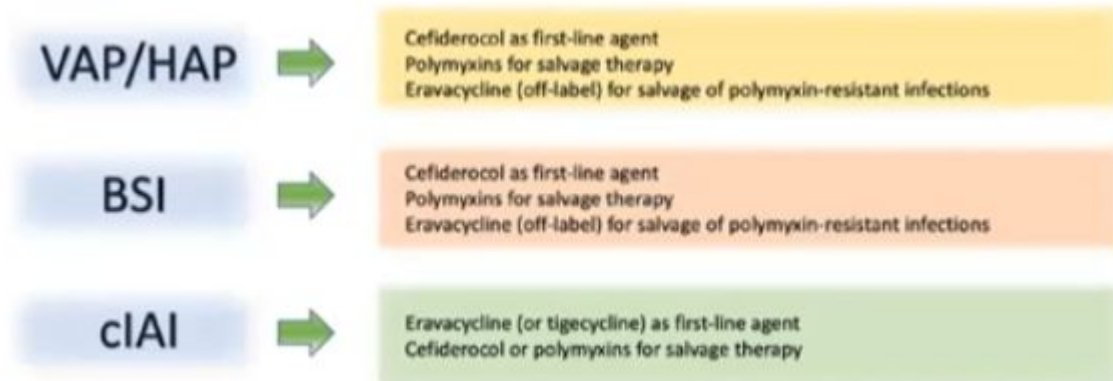 VAP/HAP
Cefiderocol as first-line agent
Polymyxins for salvage therapy
Eravacycline (off-label) for salvage of polymyxin-resistant infections
BSI
Cefiderocol as first-line agent
Polymyxins for salvage therapy
Eravacycline (off-label) for salvage of polymyxin-resistant infections
cIAI
Eravacycline (or tigecycline) as first-line agent
Cefiderocol or polymyxins for salvage therapy